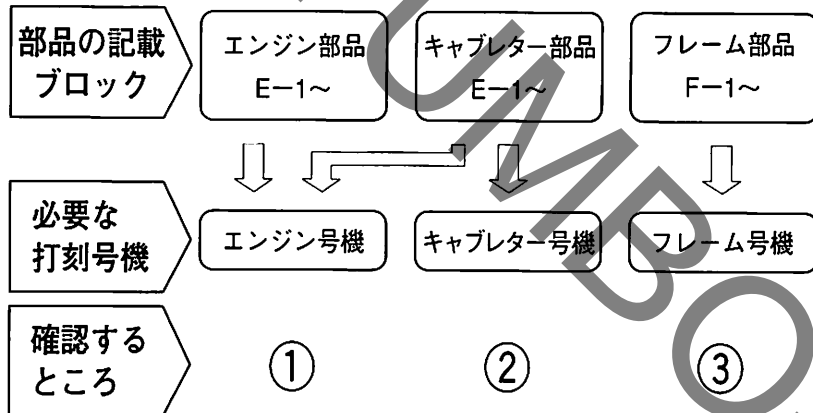 部品の記載
ブロック
エンジン部品
E－1～
キャブレター部品
E－1～
フレーム部品
F－1～
必要な
打刻号機
エンジン号機
キャブレター号機
フレーム号機
確認する
ところ
①
②
③
UMBO